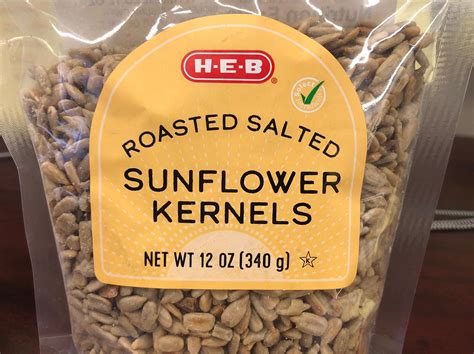 H-E-B
®
ROASTED SALTED
SUNFLOWER
KERNELS
NET WT 12 OZ (340 g) K